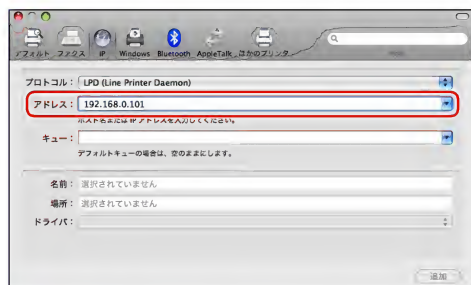 デフォルト ファクス IP Windows Bluetooth AppleTalk ほかのプリンタ
プロトコル： LPD (Line Printer Daemon)
アドレス： 192.168.0.101
ホスト名または IP アドレスを入力してください。
キュー：
デフォルトキューの場合は、空のままにします。
名前： 選択されていません
場所： 選択されていません
ドライバ：
追加